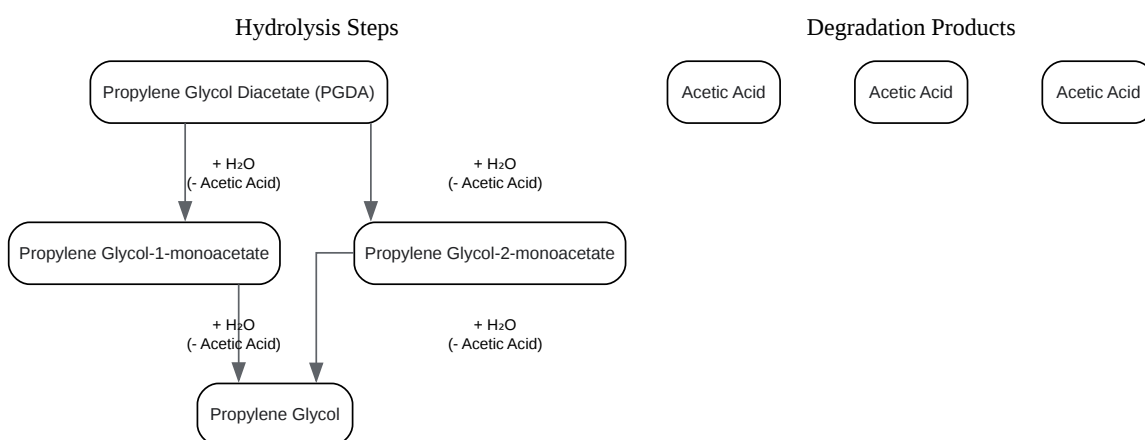 Hydrolysis Steps
Degradation Products
Propylene Glycol Diacetate (PGDA)
Acetic Acid
Acetic Acid
Acetic Acid
+ H₂O
(- Acetic Acid)
+ H₂O
(- Acetic Acid)
Propylene Glycol-1-monoacetate
Propylene Glycol-2-monoacetate
+ H₂O
(- Acetic Acid)
+ H₂O
(- Acetic Acid)
Propylene Glycol